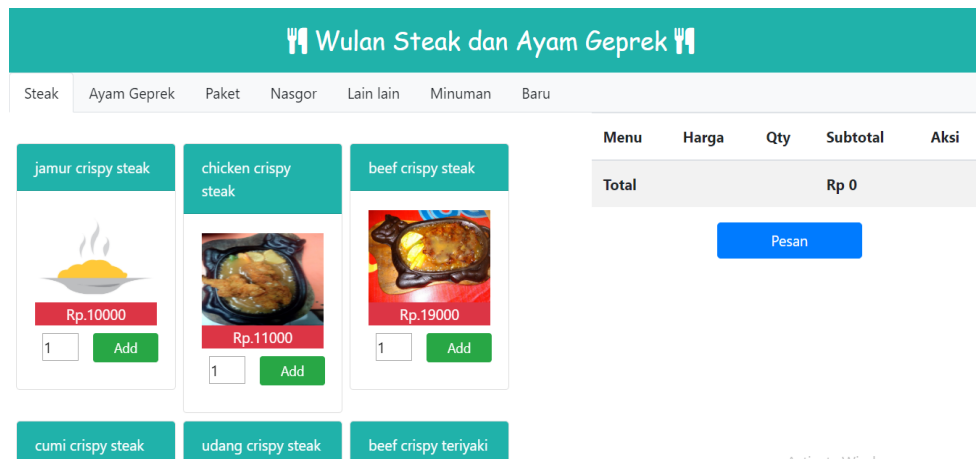 Wulan Steak dan Ayam Geprek
Steak Ayam Geprek Paket Nasgor Lain lain Minuman Baru
jamur crispy steak
Rp.10000
1 Add
chicken crispy
steak
Rp.11000
1 Add
beef crispy steak
Rp.19000
1 Add
cumi crispy steak
udang crispy steak
beef crispy teriyaki
Menu Harga Qty Subtotal Aksi
Total Rp 0
Pesan